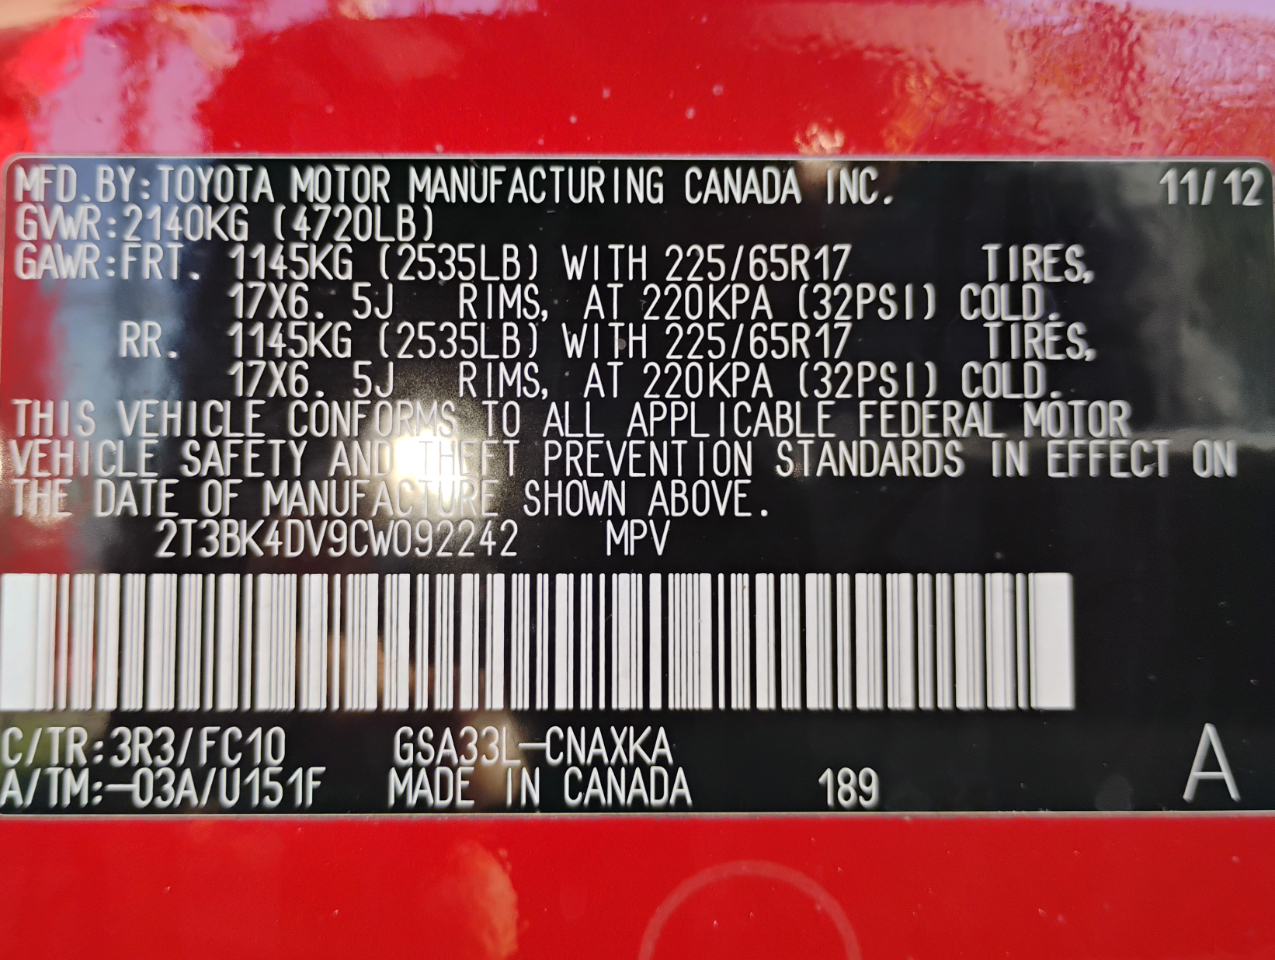 MFD.BY:TOYOTA MOTOR MANUFACTURING CANADA INC. 11/12
GVWR:2140KG (4720LB)
GAWR:FRT. 1145KG (2535LB) WITH 225/65R17 TIRES,
17X6. 5J RIMS, AT 220KPA (32PSI) COLD.
RR. 1145KG (2535LB) WITH 225/65R17 TIRES,
17X6. 5J RIMS, AT 220KPA (32PSI) COLD.
THIS VEHICLE CONFORMS TO ALL APPLICABLE FEDERAL MOTOR
VEHICLE SAFETY AND THEFT PREVENTION STANDARDS IN EFFECT ON
THE DATE OF MANUFACTURE SHOWN ABOVE.
2T3BK4DV9CW092242 MPV
C/TR:3R3/FC10 GSA33L-CNAXKA
A/TM:-03A/U151F MADE IN CANADA 189 A